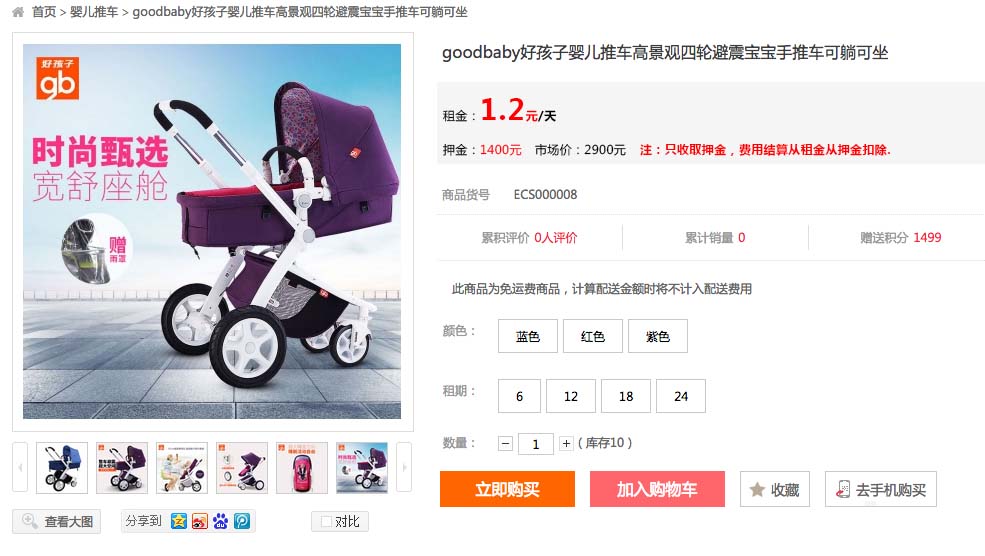 首页 > 婴儿推车 > goodbaby好孩子婴儿推车高景观四轮避震宝宝手推车可躺可坐
好孩子
gb
时尚甄选
宽舒座舱
赠
雨罩
goodbaby好孩子婴儿推车高景观四轮避震宝宝手推车可躺可坐
租金：1.2元/天
押金：1400元 市场价：2900元 注：只收取押金，费用结算从租金从押金扣除.
商品货号 ECS000008
累积评价 0人评价 累计销量 0 赠送积分 1499
此商品为免运费商品，计算配送金额时将不计入配送费用
颜色： 蓝色 红色 紫色
租期： 6 12 18 24
数量： − 1 + ( 库存10 )
立即购买 加入购物车 收藏 去手机购买
时尚甄选
查看大图 分享到 对比